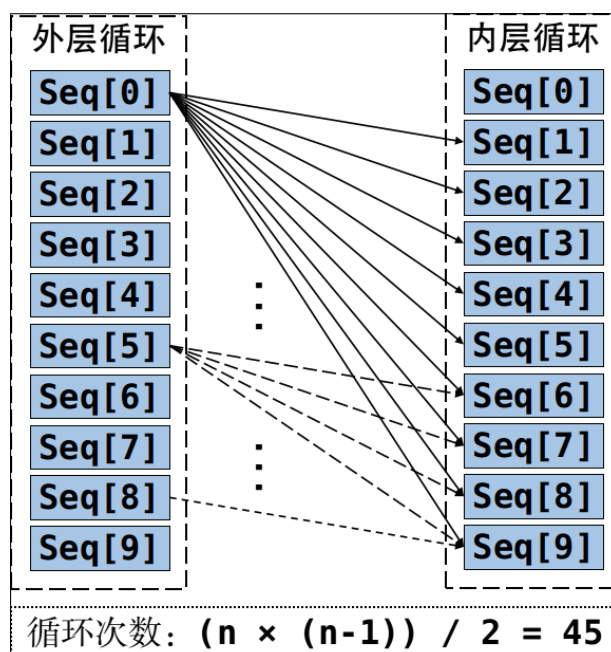 外层循环
Seq[0]
Seq[1]
Seq[2]
Seq[3]
Seq[4]
Seq[5]
Seq[6]
Seq[7]
Seq[8]
Seq[9]
内层循环
Seq[0]
Seq[1]
Seq[2]
Seq[3]
Seq[4]
Seq[5]
Seq[6]
Seq[7]
Seq[8]
Seq[9]
循环次数: (n × (n-1)) / 2 = 45